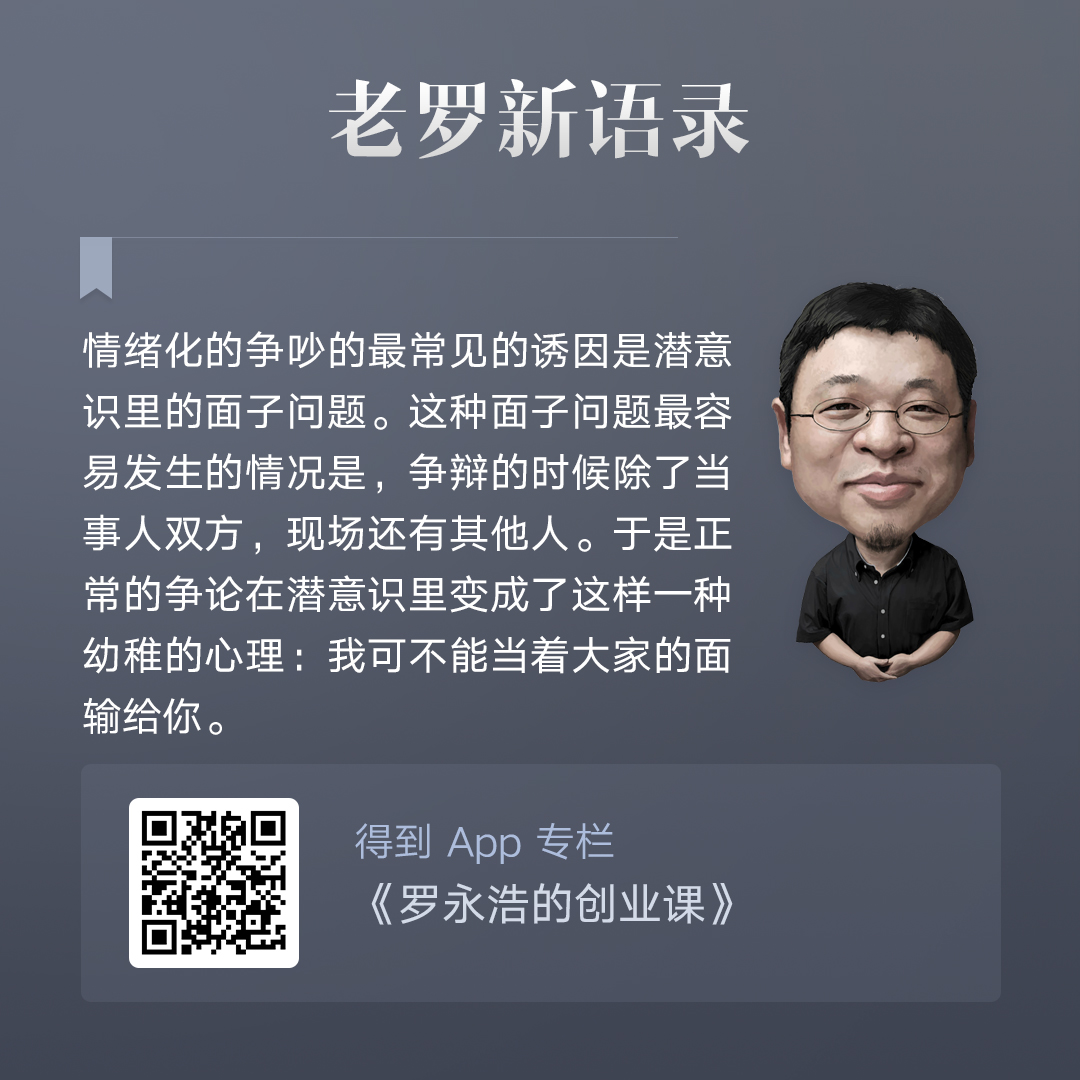 老罗新语录
情绪化的争吵的最常见的诱因是潜意
识里的面子问题。这种面子问题最容
易发生的情况是，争辩的时候除了当
事人双方，现场还有其他人。于是正
常的争论在潜意识里变成了这样一种
幼稚的心理：我可不能当着大家的面
输给你。
得到 App 专栏
《罗永浩的创业课》